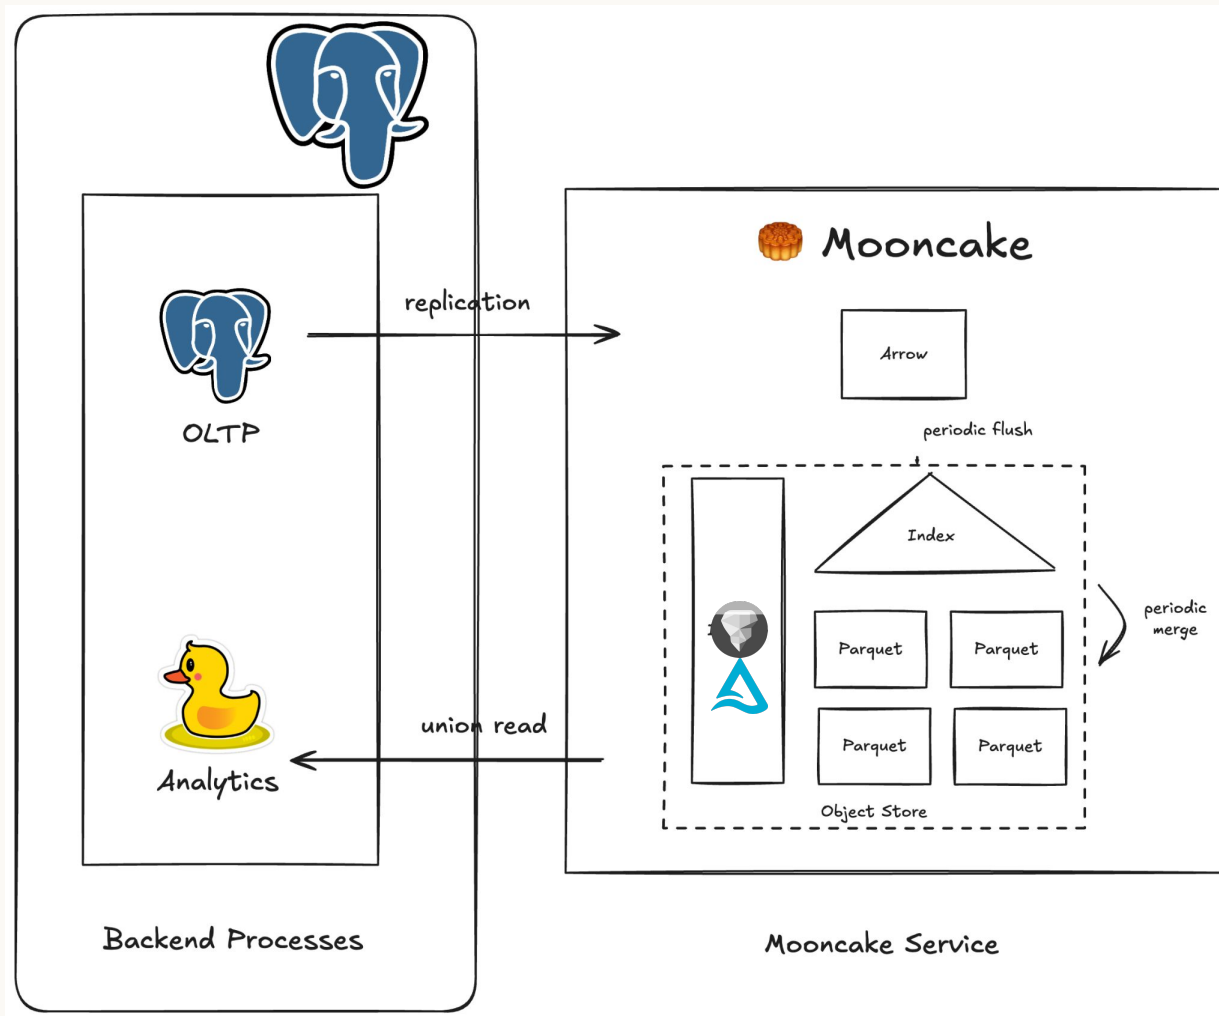 Mooncake
replication
Arrow
OLTP
periodic flush
Index
periodic
merge
Parquet
Parquet
union read
Parquet
Parquet
Analytics
Object Store
Backend Processes
Mooncake Service